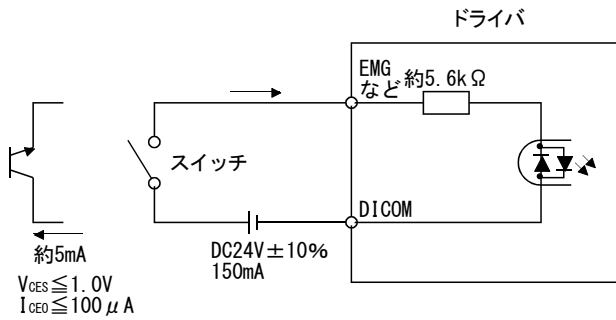 ドライバ
EMG
など
約5.6kΩ
スイッチ
DICOM
約5mA
DC24V±10%
150mA
VCES≦1.0V
ICEO≦100μA